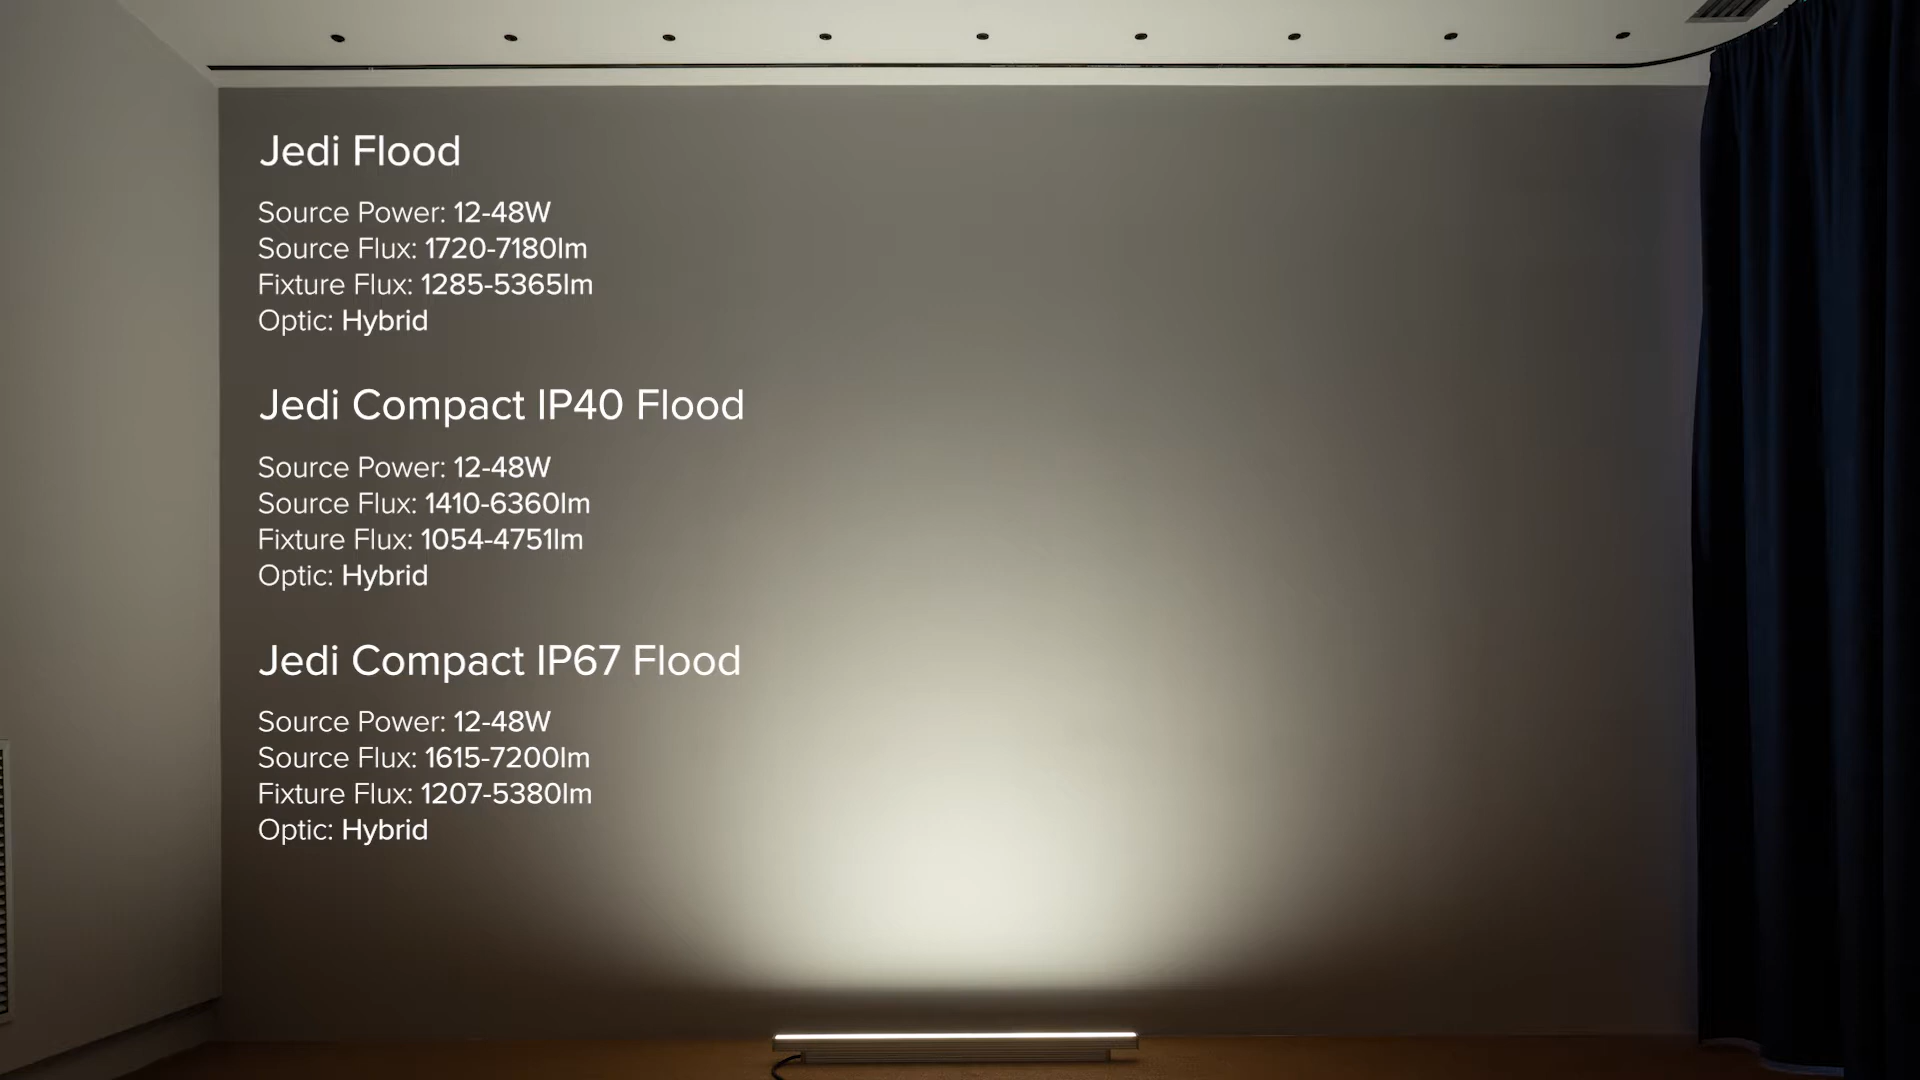 Jedi Flood
Source Power: 12-48W
Source Flux: 1720-7180lm
Fixture Flux: 1285-5365lm
Optic: Hybrid
Jedi Compact IP40 Flood
Source Power: 12-48W
Source Flux: 1410-6360lm
Fixture Flux: 1054-4751lm
Optic: Hybrid
Jedi Compact IP67 Flood
Source Power: 12-48W
Source Flux: 1615-7200lm
Fixture Flux: 1207-5380lm
Optic: Hybrid